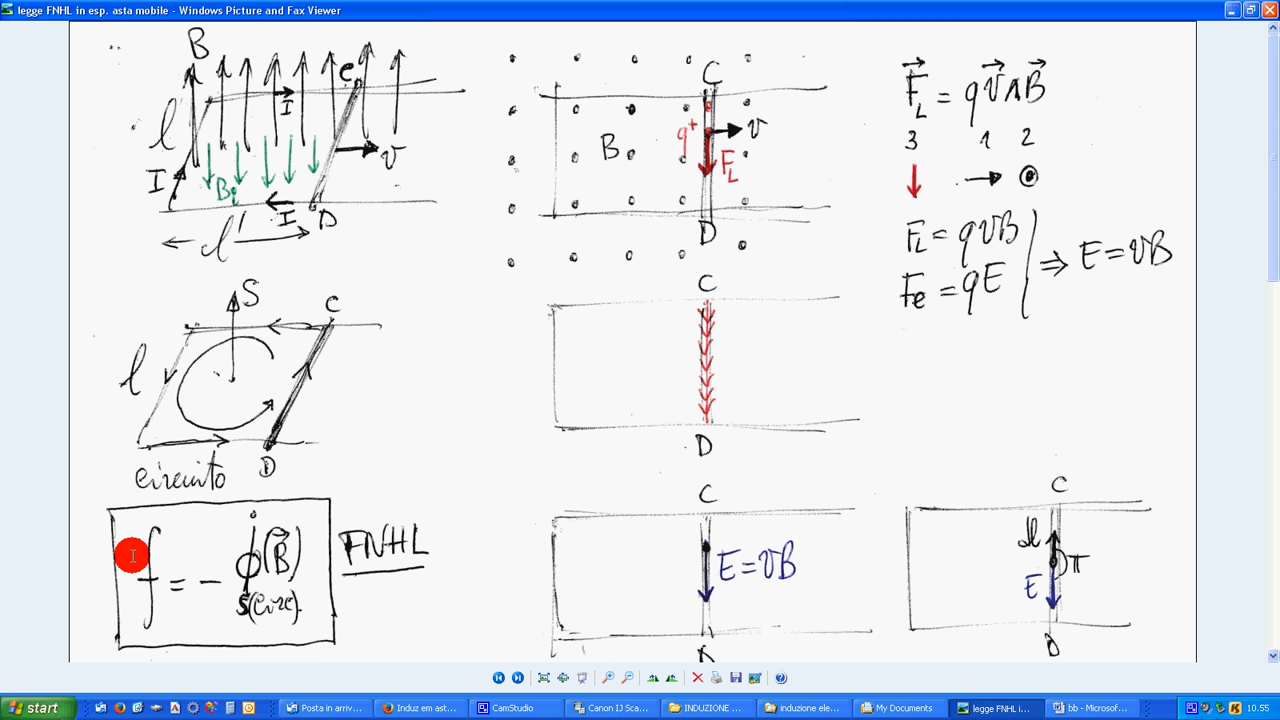 legge FNHL in esp. asta mobile - Windows Picture and Fax Viewer
B
C
l
I
I
v
Bi
I
D
l'
C
B
q+
v
FL
D
FL = q v ∧ B
3 1 2
FL = qvB
Fe = qE
⇒ E = vB
S
C
l
D
circuito
C
D
f = - ϕ̇(B)
S(circ).
FNHL
C
E = vB
C
dl
π
E
D
start
Posta in arriv...
Induz em ast...
CamStudio
Canon IJ Sca...
INDUZIONE ...
induzione ele...
My Documents
legge FNHL i...
bb - Microsof...
10.55